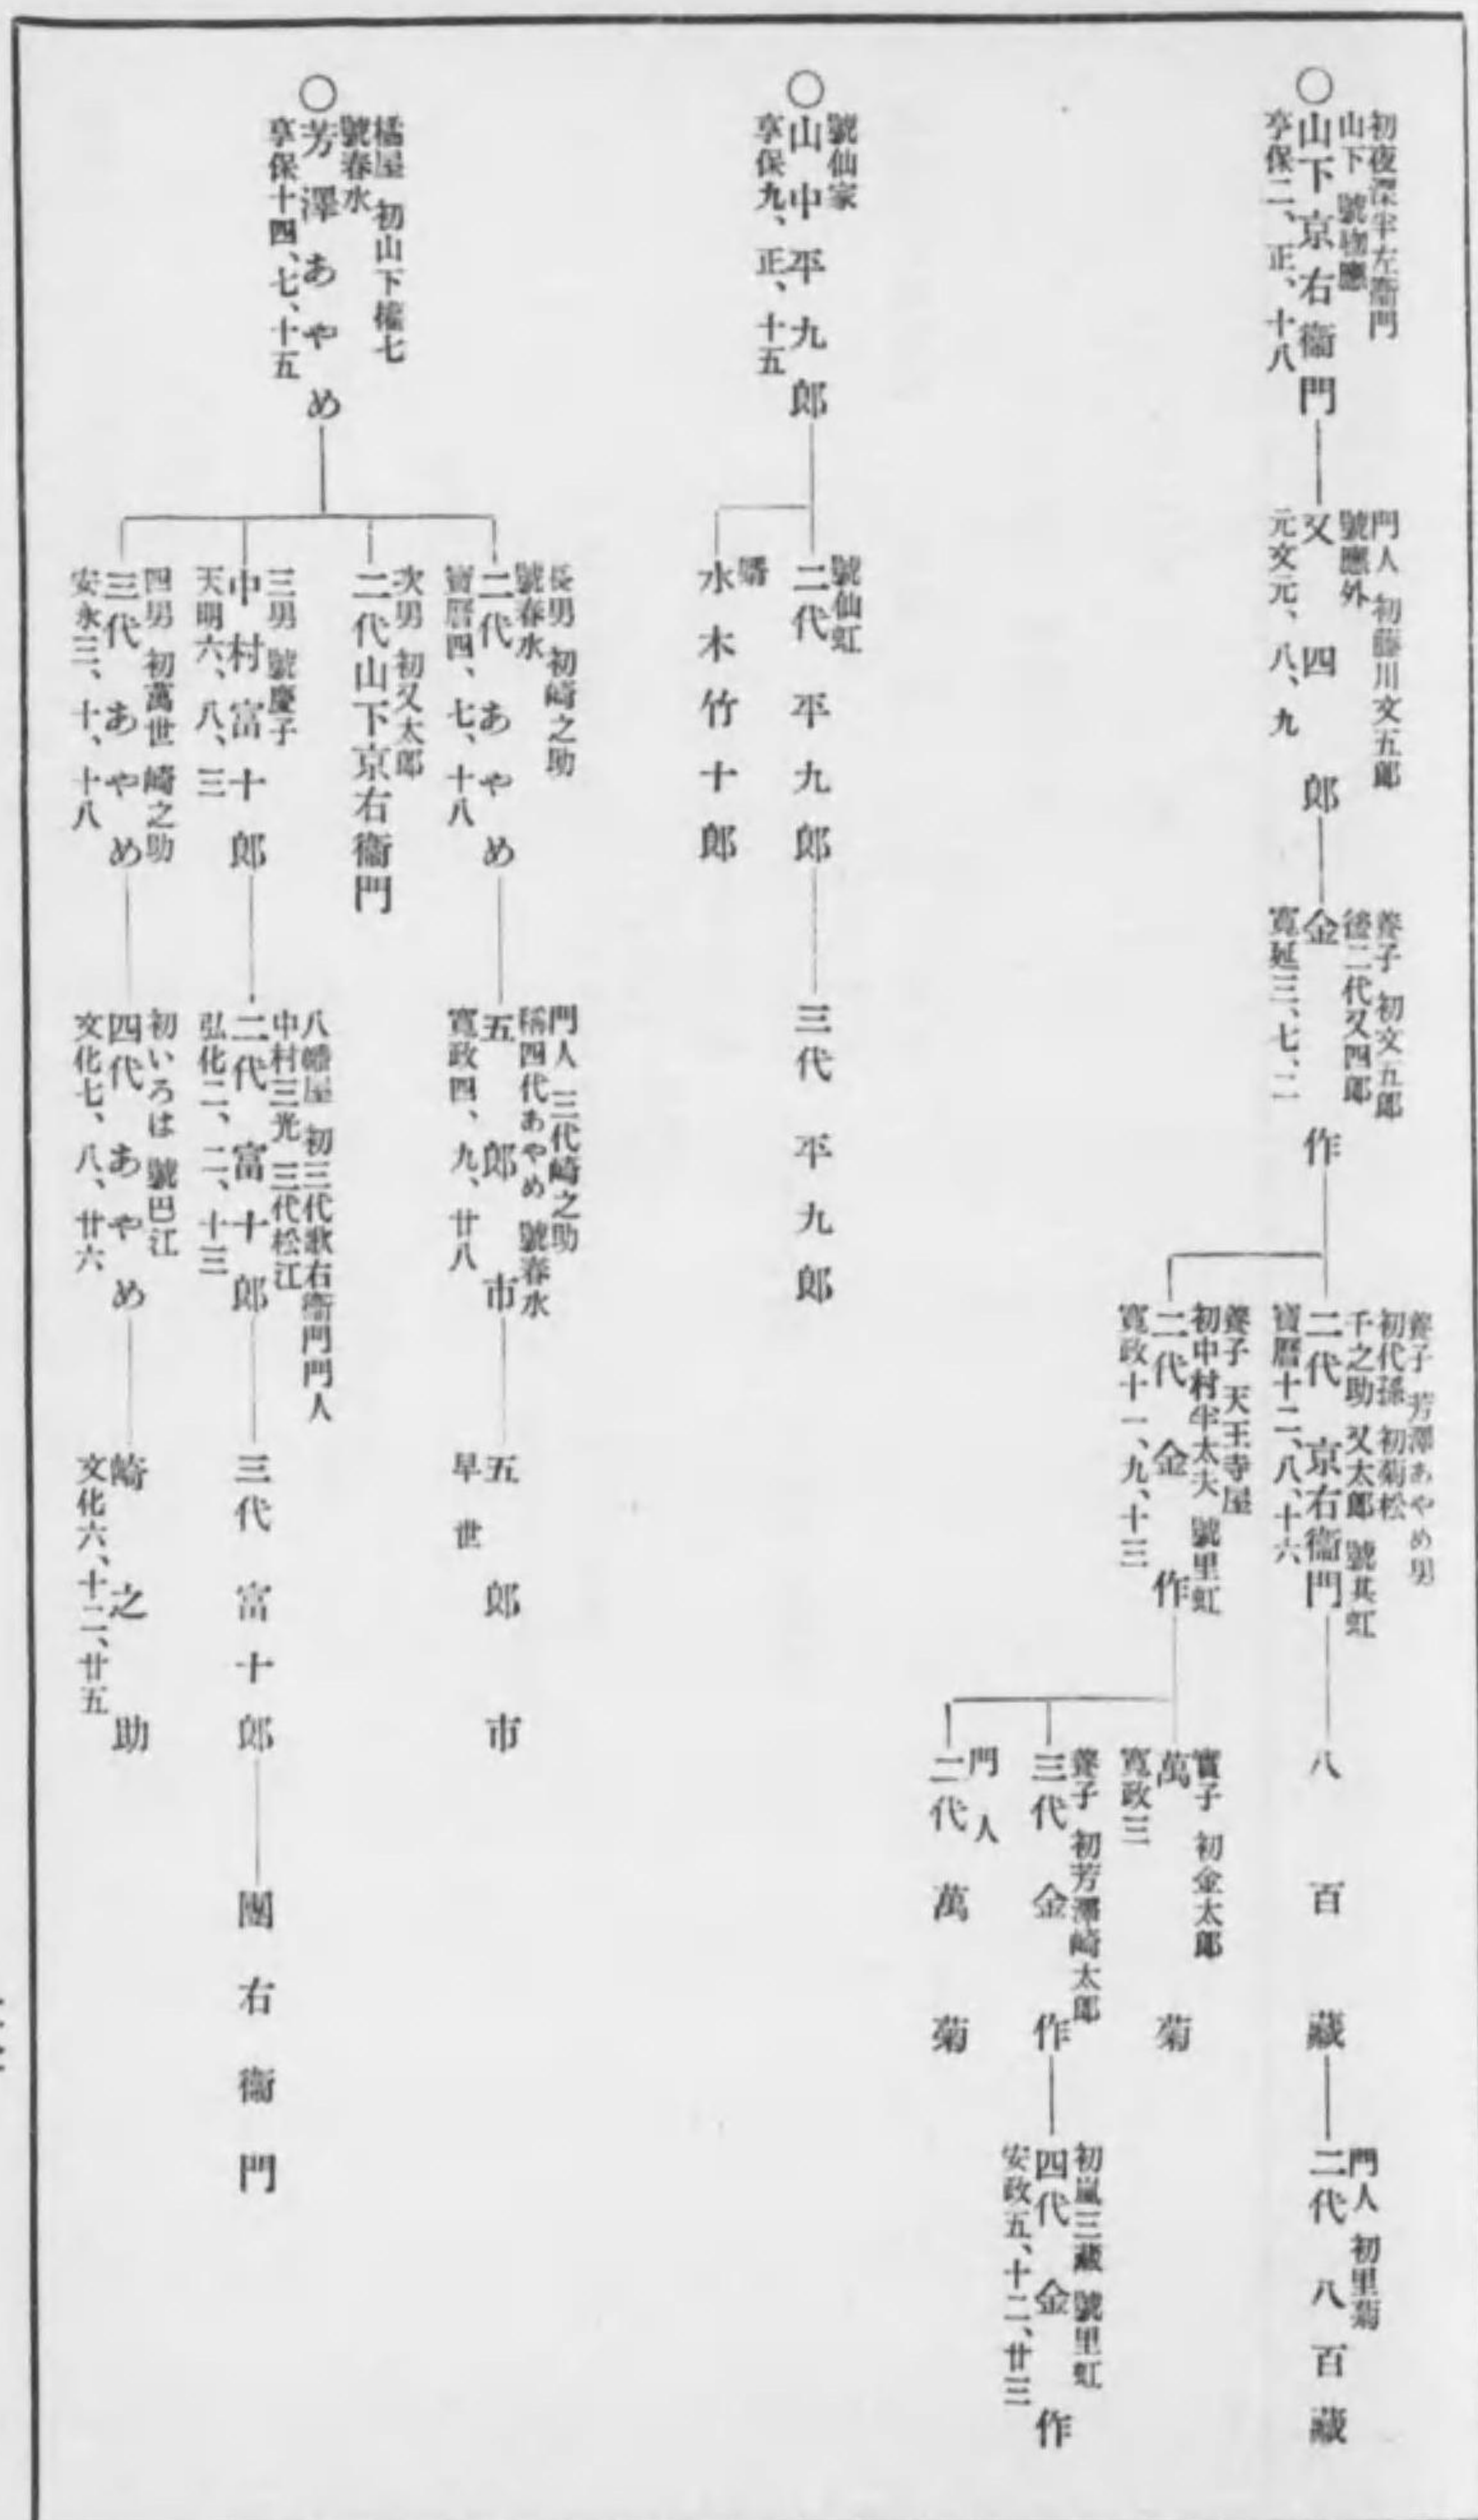 初夜深半左衞門
山下　號
○山下京右衞門
享保二、正、十八
門人　初藤川文五郎
號應外
又四郎
元文元、八、九
養子　初文五郎
後二代又四郎
金作
寬延三、七、二
養子　芳澤あやめ男
初代孫　初菊松
千之助　又太郎　號其虹
二代　京右衞門
寶曆十二、八、十六
八百藏
門人　初里菊
二代　八百藏
養子　天王寺屋
初中村半太夫　號里虹
二代　金作
寬政十一、九、十三
實子　初金太郎
萬菊
寬政三
養子　初芳澤崎太郎
三代　金作
初嵐三藏　號里虹
四代　金作
安政五、十二、廿三
門人
二代　萬菊
號仙家
○山中平九郎
享保九、正、十五
號仙虹
二代　平九郎
三代　平九郎
婿
水木竹十郎
橘屋　初山下權七
號春水
○芳澤あやめ
享保十四、七、十五
長男　初崎之助
號春水
二代　あやめ
寶曆四、七、十八
門人　三代崎之助
稱四代あやめ　號春水
五郎市
寬政四、九、廿八
五郎市
早世
次男　初又太郎
二代山下京右衞門
三男　號慶子
中村富十郎
天明六、八、三
八幡屋　初三代歌右衞門門人
中村三光　三代松江
二代　富十郎
弘化二、二、十三
三代　富十郎
團右衞門
四男　初萬世　崎之助
三代　あやめ
安永三、十、十八
初いろは　號巴江
四代　あやめ
文化七、八、廿六
崎之助
文化六、十二、廿五